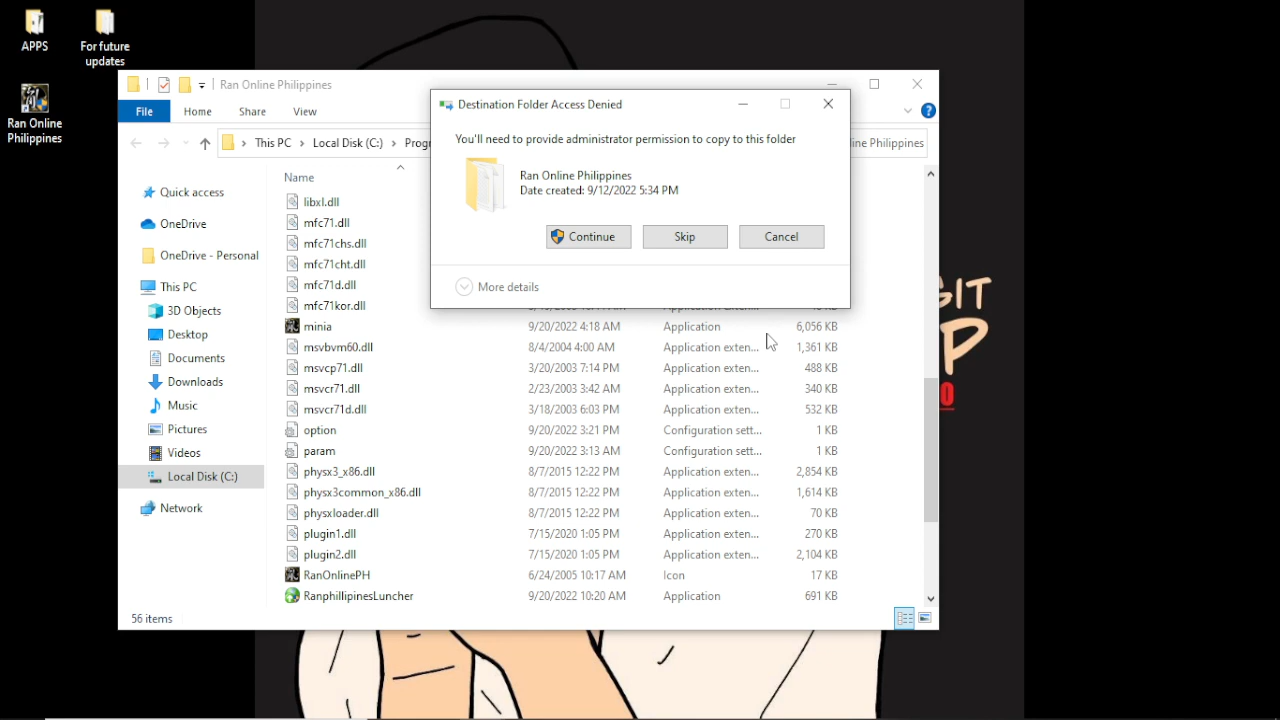 APPS
For future
updates
Ran Online
Philippines
Ran Online Philippines
File
Home
Share
View
This PC
Local Disk (C:)
Progr
ine Philippines
Quick access
OneDrive
OneDrive - Personal
This PC
3D Objects
Desktop
Documents
Downloads
Music
Pictures
Videos
Local Disk (C:)
Network
Name
libxl.dll
mfc71.dll
mfc71chs.dll
mfc71cht.dll
mfc71d.dll
mfc71kor.dll
minia 9/20/2022 4:18 AM Application 6,056 KB
msvbvm60.dll 8/4/2004 4:00 AM Application exten... 1,361 KB
msvcp71.dll 3/20/2003 7:14 PM Application exten... 488 KB
msvcr71.dll 2/23/2003 3:42 AM Application exten... 340 KB
msvcr71d.dll 3/18/2003 6:03 PM Application exten... 532 KB
option 9/20/2022 3:21 PM Configuration sett... 1 KB
param 9/20/2022 3:13 AM Configuration sett... 1 KB
physx3_x86.dll 8/7/2015 12:22 PM Application exten... 2,854 KB
physx3common_x86.dll 8/7/2015 12:22 PM Application exten... 1,614 KB
physxloader.dll 8/7/2015 12:22 PM Application exten... 70 KB
plugin1.dll 7/15/2020 1:05 PM Application exten... 270 KB
plugin2.dll 7/15/2020 1:05 PM Application exten... 2,104 KB
RanOnlinePH 6/24/2005 10:17 AM Icon 17 KB
RanphillipinesLuncher 9/20/2022 10:20 AM Application 691 KB
56 items
Destination Folder Access Denied
You'll need to provide administrator permission to copy to this folder
Ran Online Philippines
Date created: 9/12/2022 5:34 PM
Continue
Skip
Cancel
More details
GIT
P